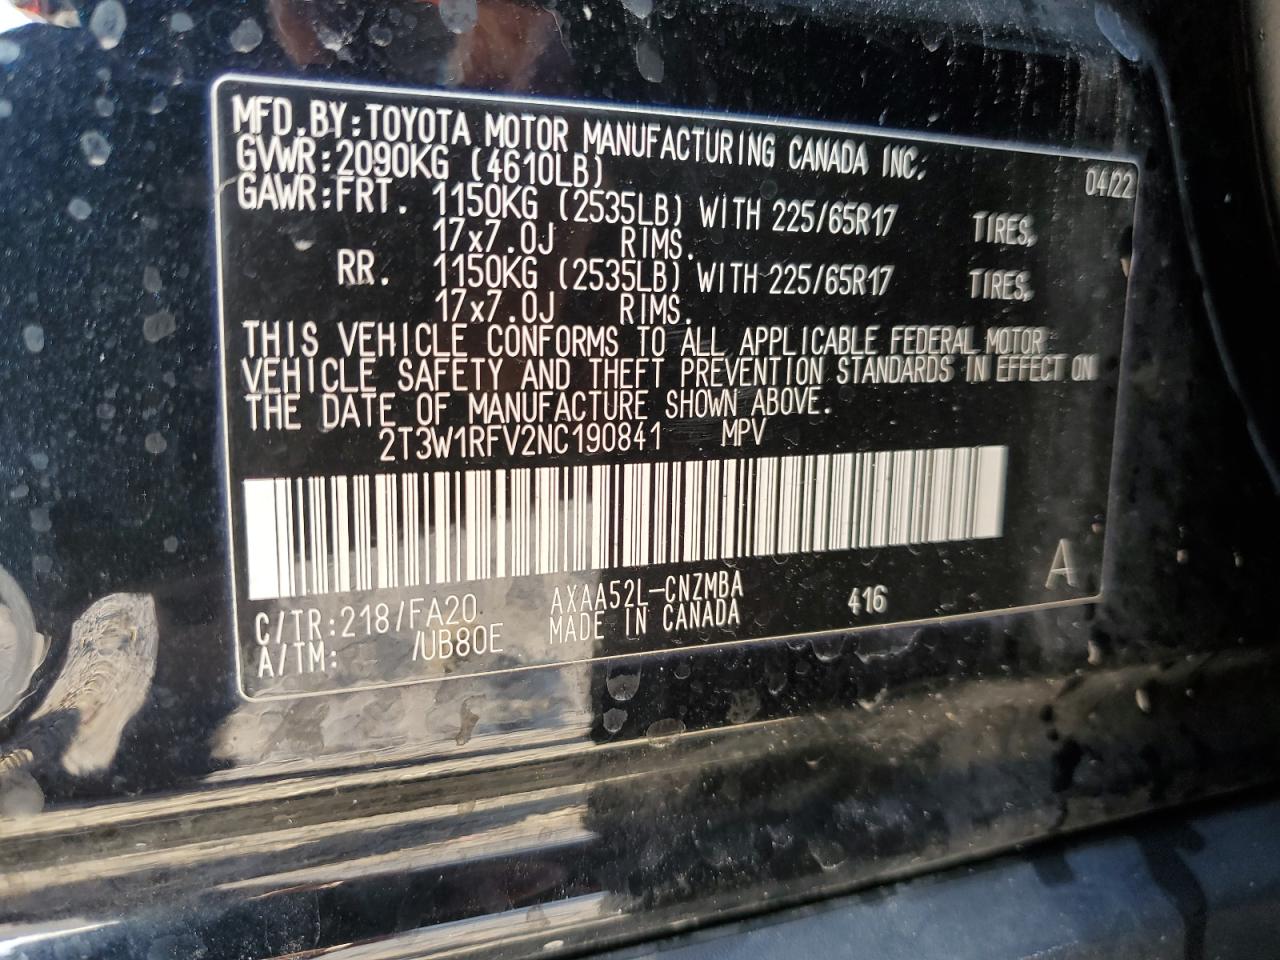 MFD.BY:TOYOTA MOTOR MANUFACTURING CANADA INC.
GVWR:2090KG (4610LB) 04/22
GAWR:FRT. 1150KG (2535LB) WITH 225/65R17 TIRES,
17x7.0J RIMS.
RR. 1150KG (2535LB) WITH 225/65R17 TIRES,
17x7.0J RIMS.
THIS VEHICLE CONFORMS TO ALL APPLICABLE FEDERAL MOTOR
VEHICLE SAFETY AND THEFT PREVENTION STANDARDS IN EFFECT ON
THE DATE OF MANUFACTURE SHOWN ABOVE.
2T3W1RFV2NC190841 MPV
A
C/TR:218/FA20 AXAA52L-CNZMBA 416
A/TM: /UB80E MADE IN CANADA